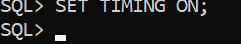 SQL> SET TIMING ON;
SQL> _